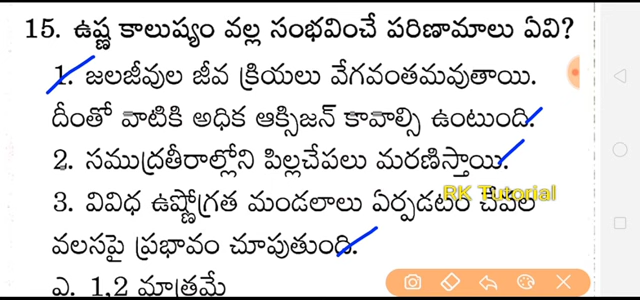 15. ఉష్ణ కాలుష్యం వల్ల సంభవించే పరిణామాలు ఏవి?
1. జలజీవుల జీవ క్రియలు వేగవంతమవుతాయి.
దీంతో వాటికి అధిక ఆక్సిజన్ కావాల్సి ఉంటుంది.
2. సముద్రతీరాల్లోని పిల్లచేపలు మరణిస్తాయి.
RK Tutorial
3. వివిధ ఉష్ణోగ్రత మండలాలు ఏర్పడటం చేపల
వలసపై ప్రభావం చూపుతుంది.
ఎ. 1,2 మాత్రమే